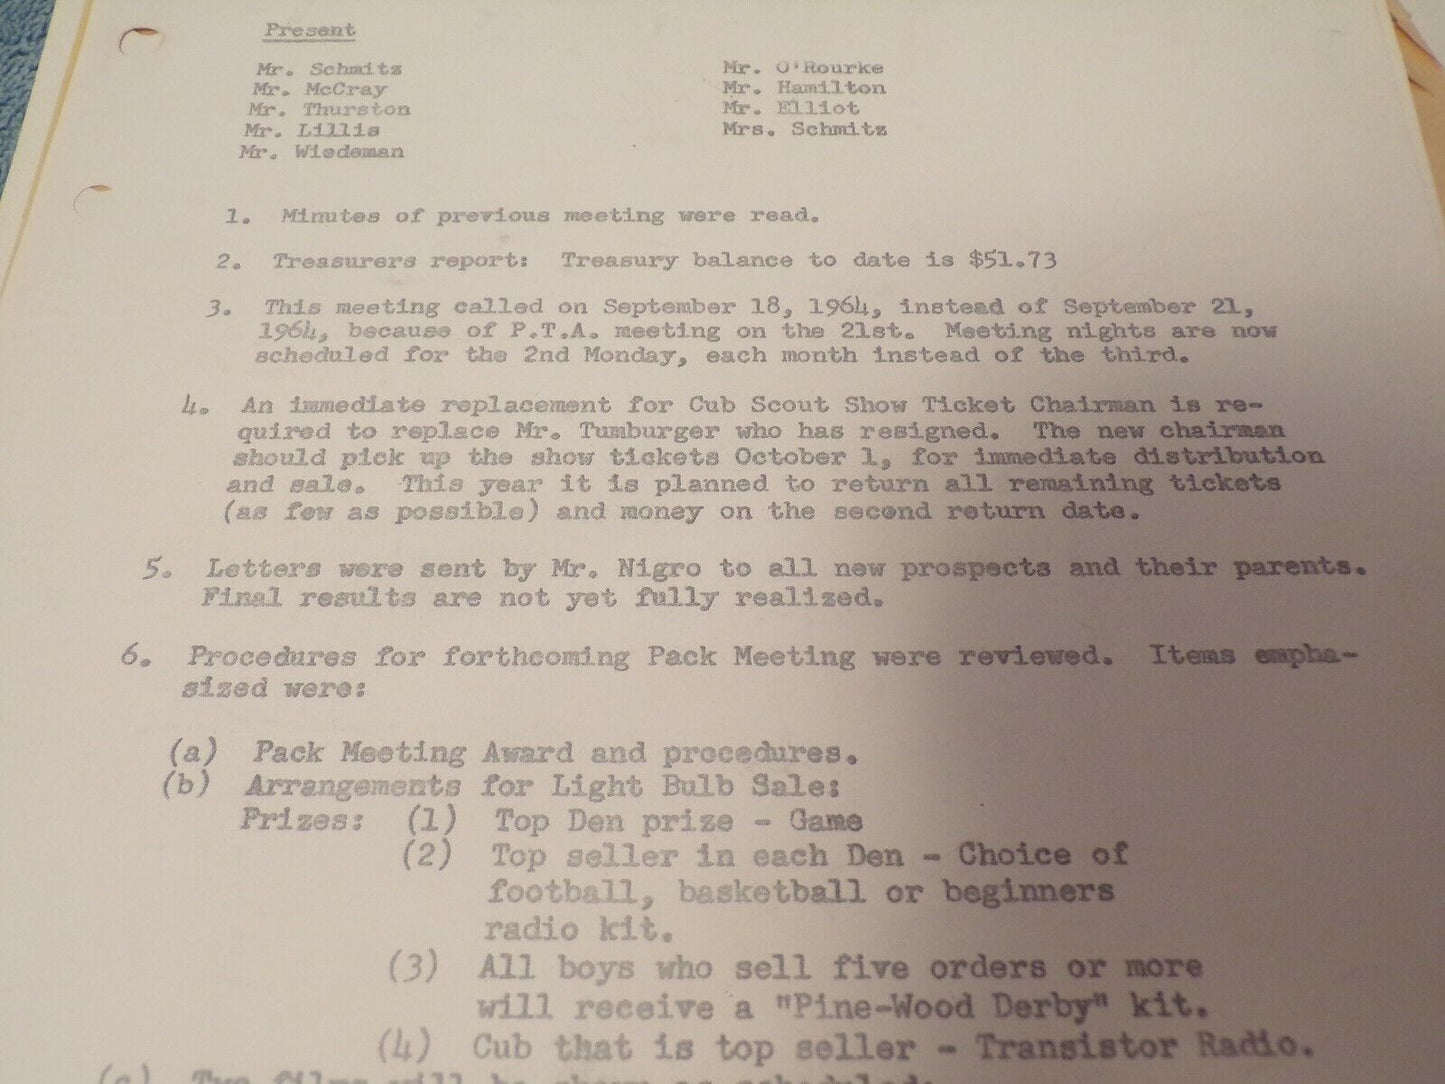 Present
Mr. Schmitz
Mr. McCray
Mr. Thurston
Mr. Lillis
Mr. Wiedeman
Mr. O'Rourke
Mr. Hamilton
Mr. Elliot
Mrs. Schmitz
1. Minutes of previous meeting were read.
2. Treasurers report: Treasury balance to date is $51.73
3. This meeting called on September 18, 1964, instead of September 21,
1964, because of P.T.A. meeting on the 21st. Meeting nights are now
scheduled for the 2nd Monday, each month instead of the third.
4. An immediate replacement for Cub Scout Show Ticket Chairman is re-
quired to replace Mr. Tumburger who has resigned. The new chairman
should pick up the show tickets October 1, for immediate distribution
and sale. This year it is planned to return all remaining tickets
(as few as possible) and money on the second return date.
5. Letters were sent by Mr. Nigro to all new prospects and their parents.
Final results are not yet fully realized.
6. Procedures for forthcoming Pack Meeting were reviewed. Items empha-
sized were:
(a) Pack Meeting Award and procedures.
(b) Arrangements for Light Bulb Sale:
Prizes: (1) Top Den prize - Game
(2) Top seller in each Den - Choice of
football, basketball or beginners
radio kit.
(3) All boys who sell five orders or more
will receive a "Pine-Wood Derby" kit.
(4) Cub that is top seller - Transistor Radio.
(c) Two films will be shown as scheduled: